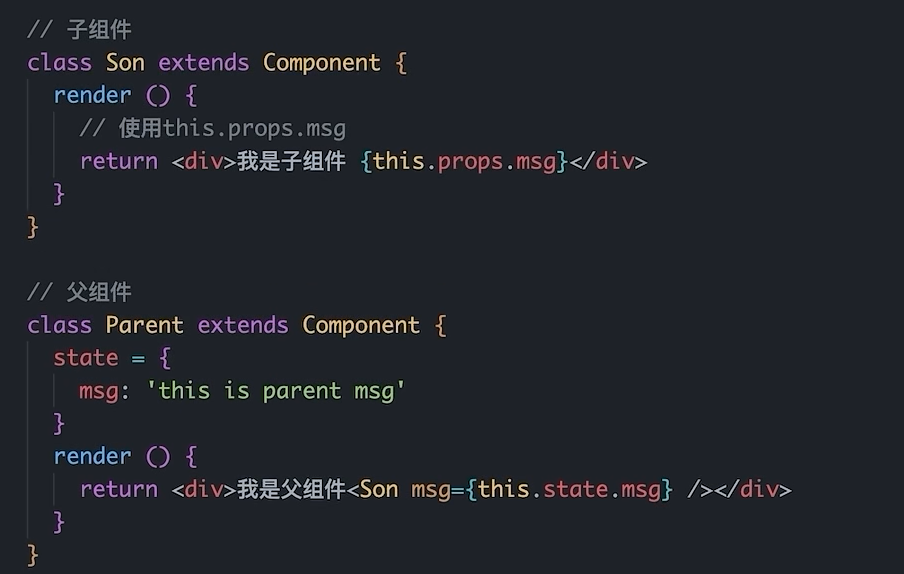 // 子组件
class Son extends Component {
  render () {
    // 使用this.props.msg
    return <div>我是子组件 {this.props.msg}</div>
  }
}

// 父组件
class Parent extends Component {
  state = {
    msg: 'this is parent msg'
  }
  render () {
    return <div>我是父组件<Son msg={this.state.msg} /></div>
  }
}